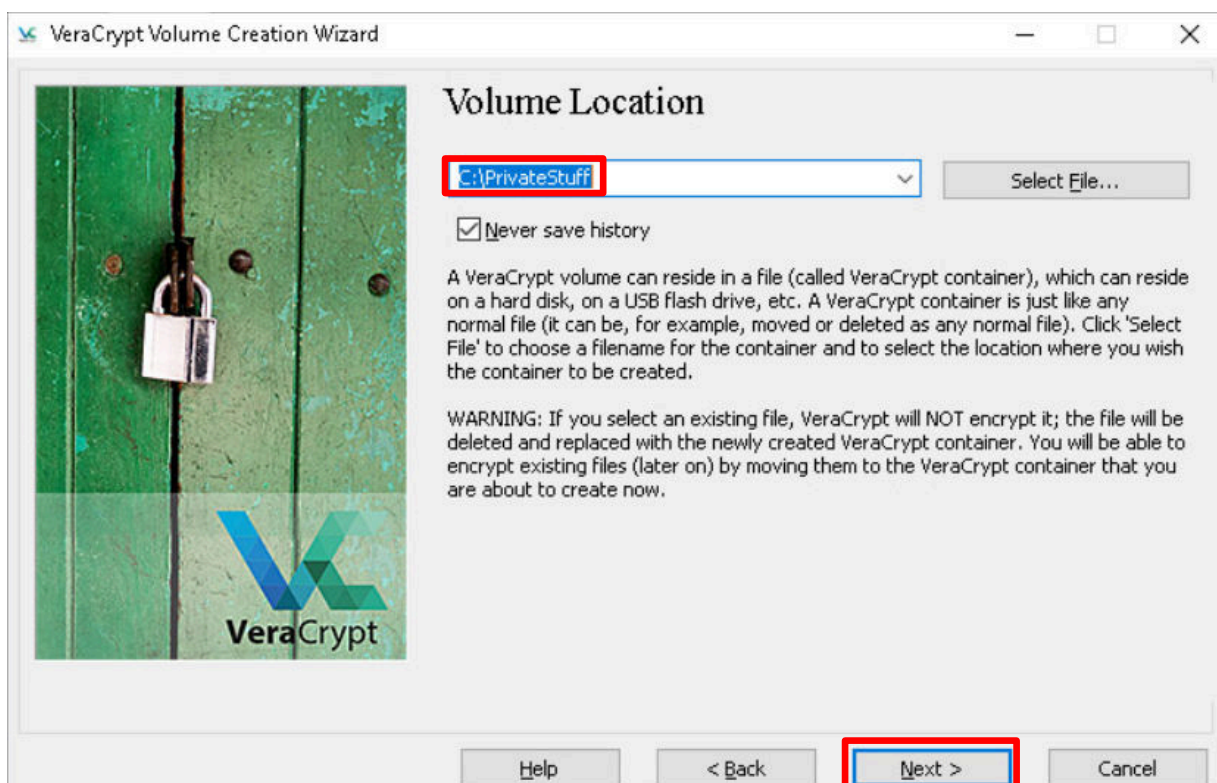 VeraCrypt Volume Creation Wizard
Volume Location
C:\PrivateStuff
Select File...
Never save history
A VeraCrypt volume can reside in a file (called VeraCrypt container), which can reside
on a hard disk, on a USB flash drive, etc. A VeraCrypt container is just like any
normal file (it can be, for example, moved or deleted as any normal file). Click 'Select
File' to choose a filename for the container and to select the location where you wish
the container to be created.
WARNING: If you select an existing file, VeraCrypt will NOT encrypt it; the file will be
deleted and replaced with the newly created VeraCrypt container. You will be able to
encrypt existing files (later on) by moving them to the VeraCrypt container that you
are about to create now.
VeraCrypt
Help
< Back
Next >
Cancel